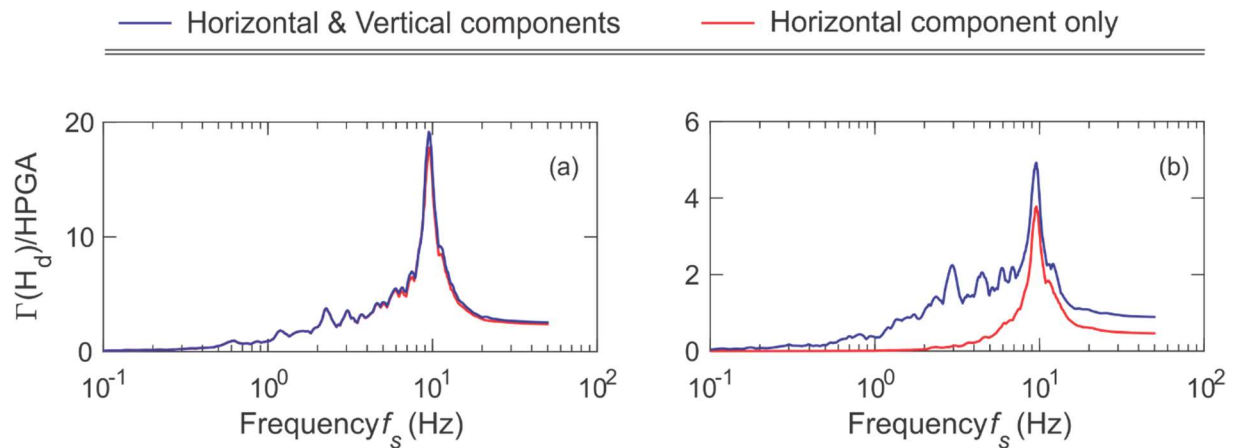 Horizontal & Vertical components Horizontal component only
Γ(H_d)/HPGA
20
10
0
(a)
10^-1 10^0 10^1 10^2
Frequency f_s (Hz)
6
4
2
0
(b)
10^-1 10^0 10^1 10^2
Frequency f_s (Hz)